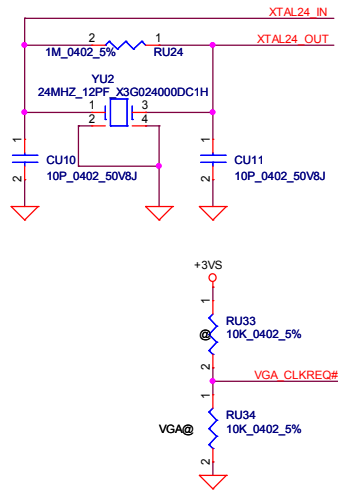 XTAL24_IN
2 1 XTAL24_OUT
1M_0402_5% RU24
YU2
24MHZ_12PF_X3G024000DC1H
1 3
2 4
1 1
CU10 CU11
10P_0402_50V8J 10P_0402_50V8J
2 2
+3VS
1
RU33
@ 10K_0402_5%
2
VGA_CLKREQ#
1
RU34
VGA@ 10K_0402_5%
2